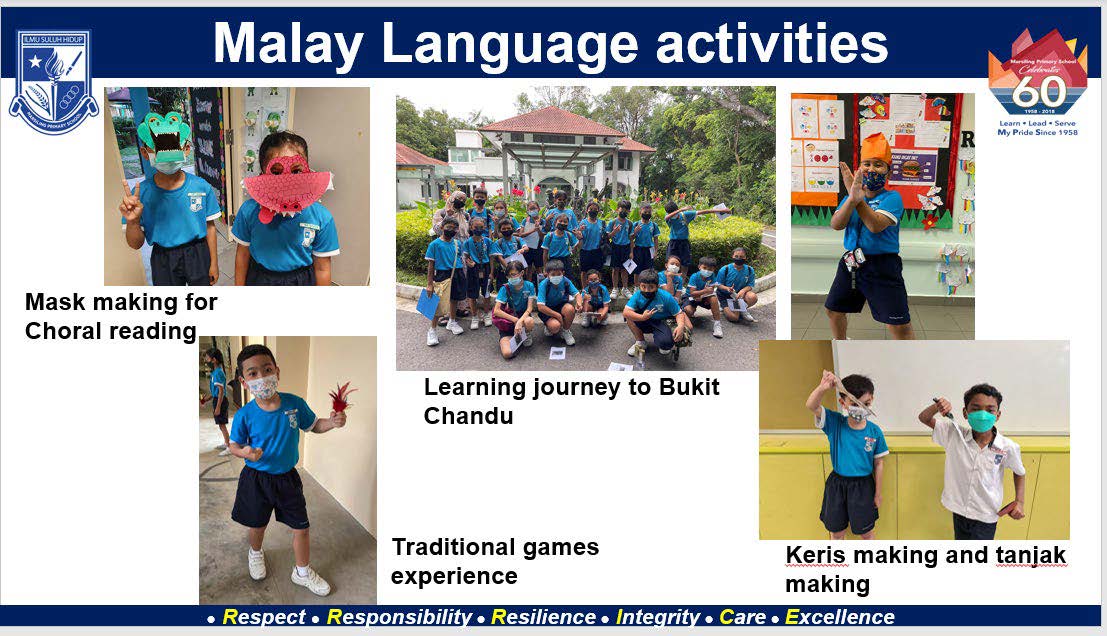 Malay Language activities
ILMU SULUH HIDUP
MARSILING PRIMARY SCHOOL
Marsiling Primary School
Celebrates
60
1958 - 2018
Learn • Lead • Serve
My Pride Since 1958
Mask making for
Choral reading
Learning journey to Bukit
Chandu
Traditional games
experience
Keris making and tanjak
making
• Respect • Responsibility • Resilience • Integrity • Care • Excellence